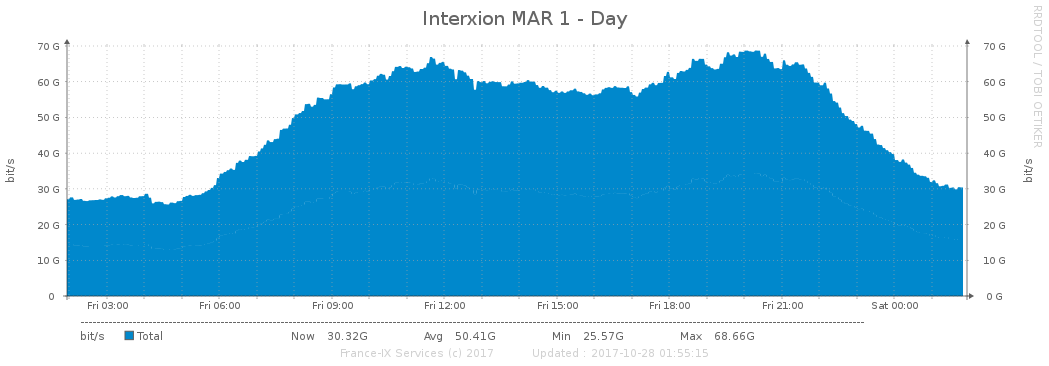 Interxion MAR 1 - Day
RRDTOOL / TOBI OETIKER
70 G 70 G
60 G 60 G
50 G 50 G
40 G 40 G
30 G 30 G
20 G 20 G
10 G 10 G
0 0 G
bit/s bit/s
Fri 03:00 Fri 06:00 Fri 09:00 Fri 12:00 Fri 15:00 Fri 18:00 Fri 21:00 Sat 00:00
bit/s Total Now 30.32G Avg 50.41G Min 25.57G Max 68.66G
France-IX Services (c) 2017 Updated : 2017-10-28 01:55:15